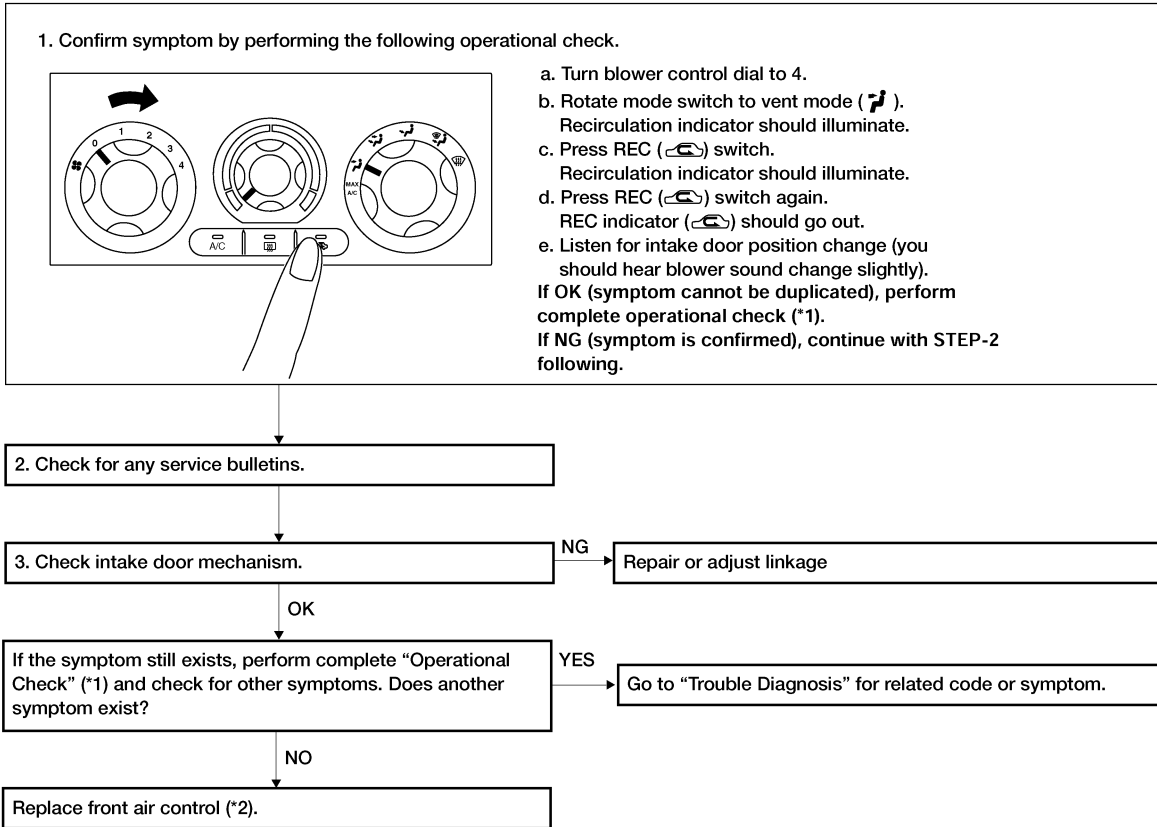 1. Confirm symptom by performing the following operational check.
0
1
2
3
4
MAX
A/C
A/C
a. Turn blower control dial to 4.
b. Rotate mode switch to vent mode ( ).
Recirculation indicator should illuminate.
c. Press REC ( ) switch.
Recirculation indicator should illuminate.
d. Press REC ( ) switch again.
REC indicator ( ) should go out.
e. Listen for intake door position change (you
should hear blower sound change slightly).
If OK (symptom cannot be duplicated), perform
complete operational check (*1).
If NG (symptom is confirmed), continue with STEP-2
following.
2. Check for any service bulletins.
3. Check intake door mechanism.
NG
Repair or adjust linkage
OK
If the symptom still exists, perform complete “Operational
Check” (*1) and check for other symptoms. Does another
symptom exist?
YES
Go to “Trouble Diagnosis” for related code or symptom.
NO
Replace front air control (*2).